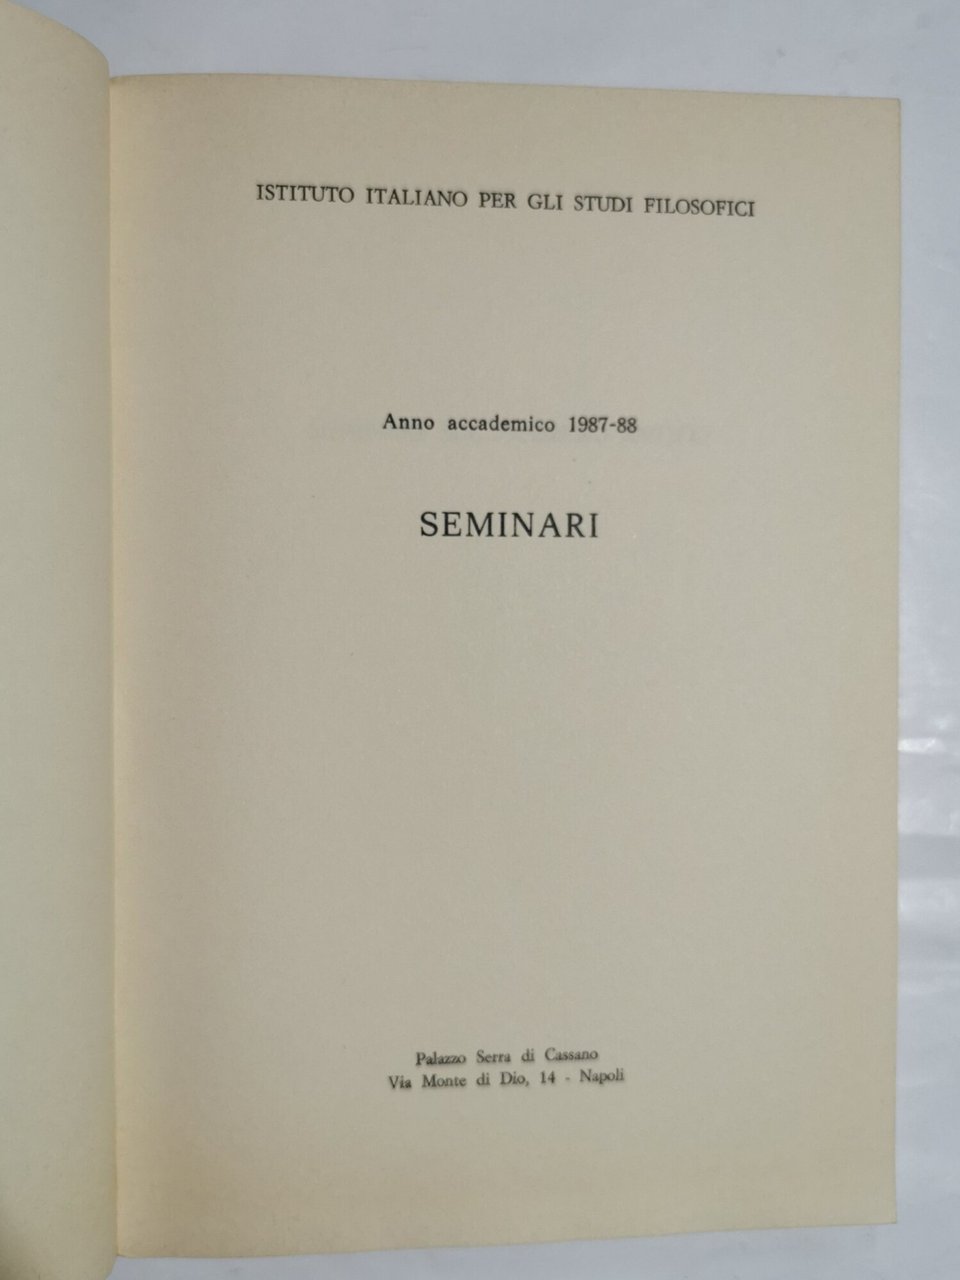 ISTITUTO ITALIANO PER GLI STUDI FILOSOFICI
Anno accademico 1987-88
SEMINARI
Palazzo Serra di Cassano
Via Monte di Dio, 14 - Napoli